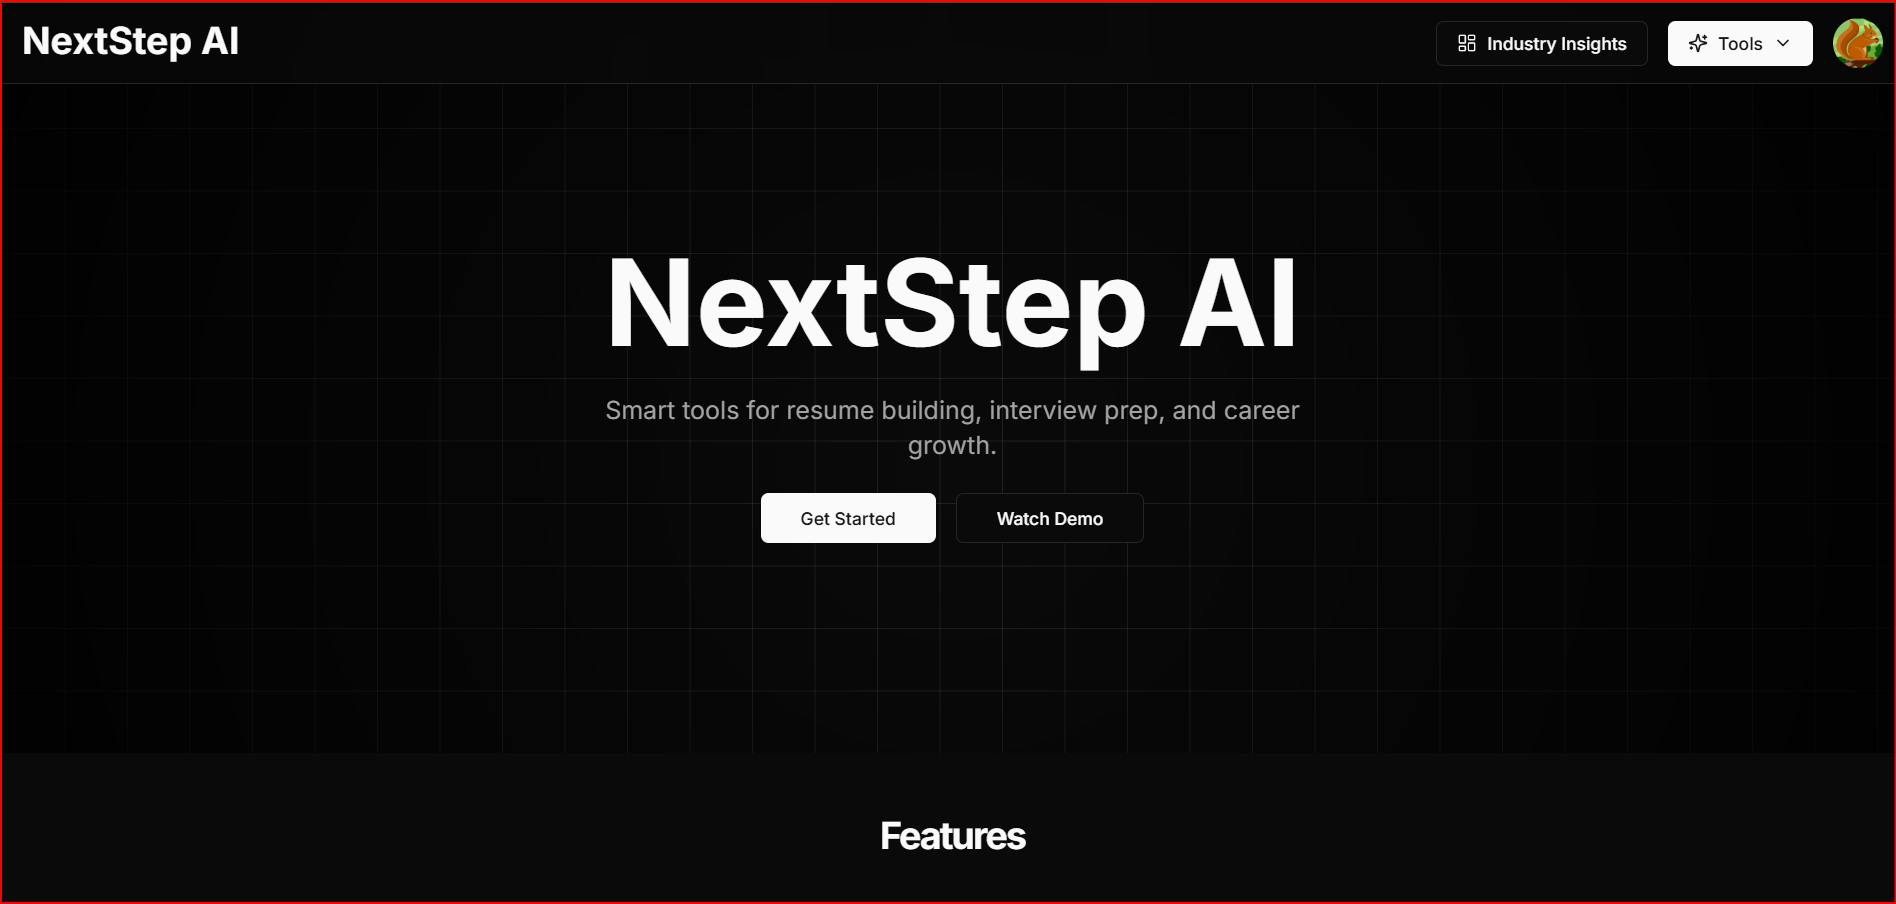 NextStep AI
Industry Insights
Tools
NextStep AI
Smart tools for resume building, interview prep, and career
growth.
Get Started
Watch Demo
Features